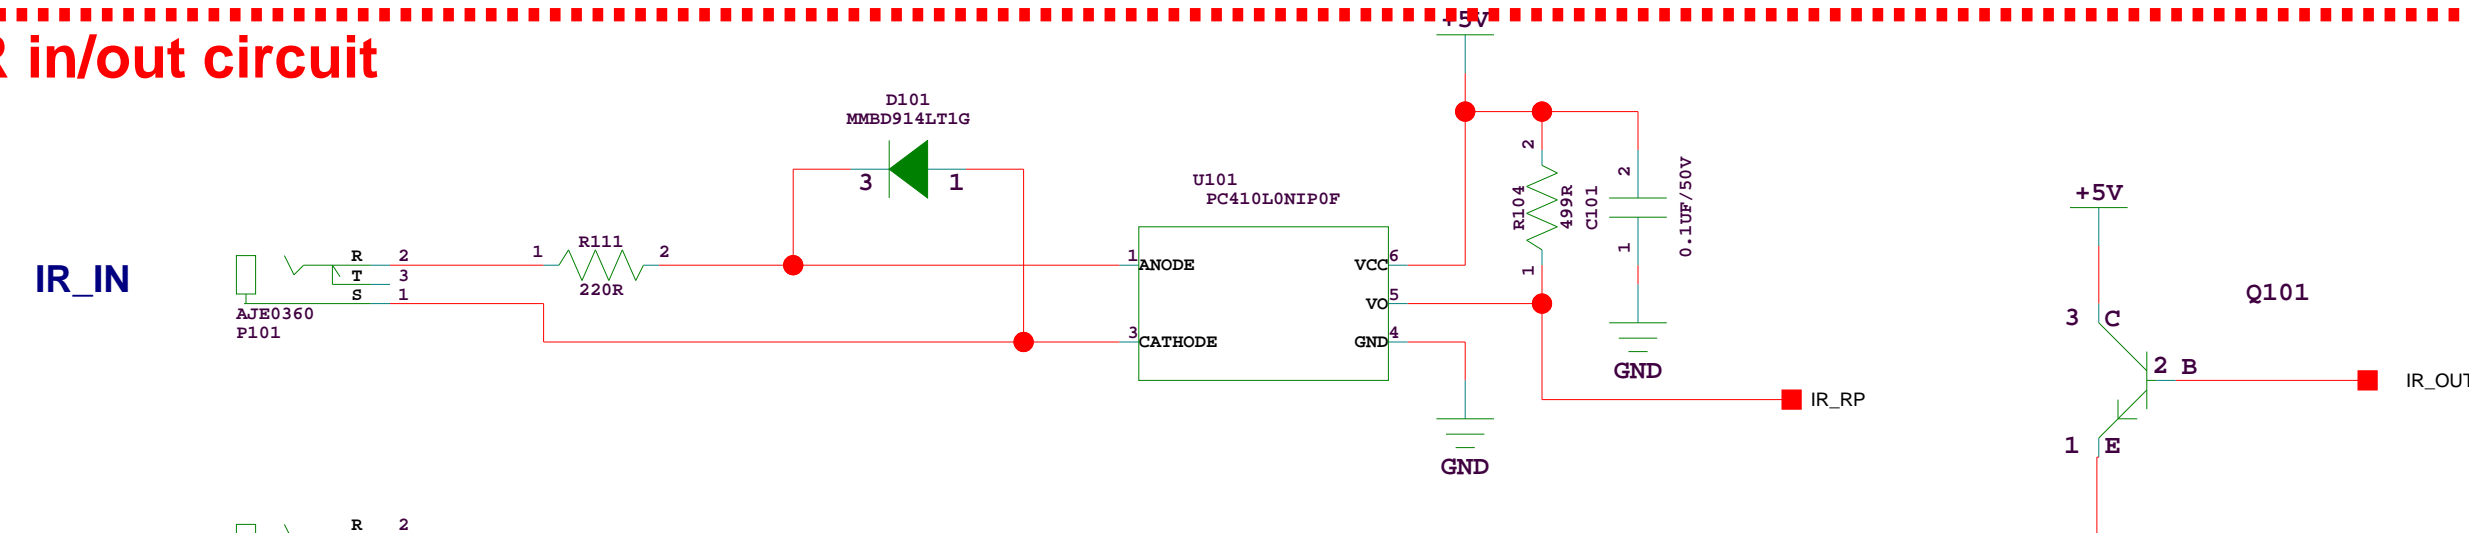 +5V
R in/out circuit
D101
MMBD914LT1G
3 1
U101
PC410L0NIP0F
2
R104
499R
1
2
C101
0.1UF/50V
1
GND
+5V
Q101
3 C
2 B
1 E
IR_OUT
IR_IN
R 2
T 3
S 1
AJE0360
P101
1 R111 2
220R
1 ANODE
3 CATHODE
VCC 6
VO 5
GND 4
IR_RP
GND
R 2